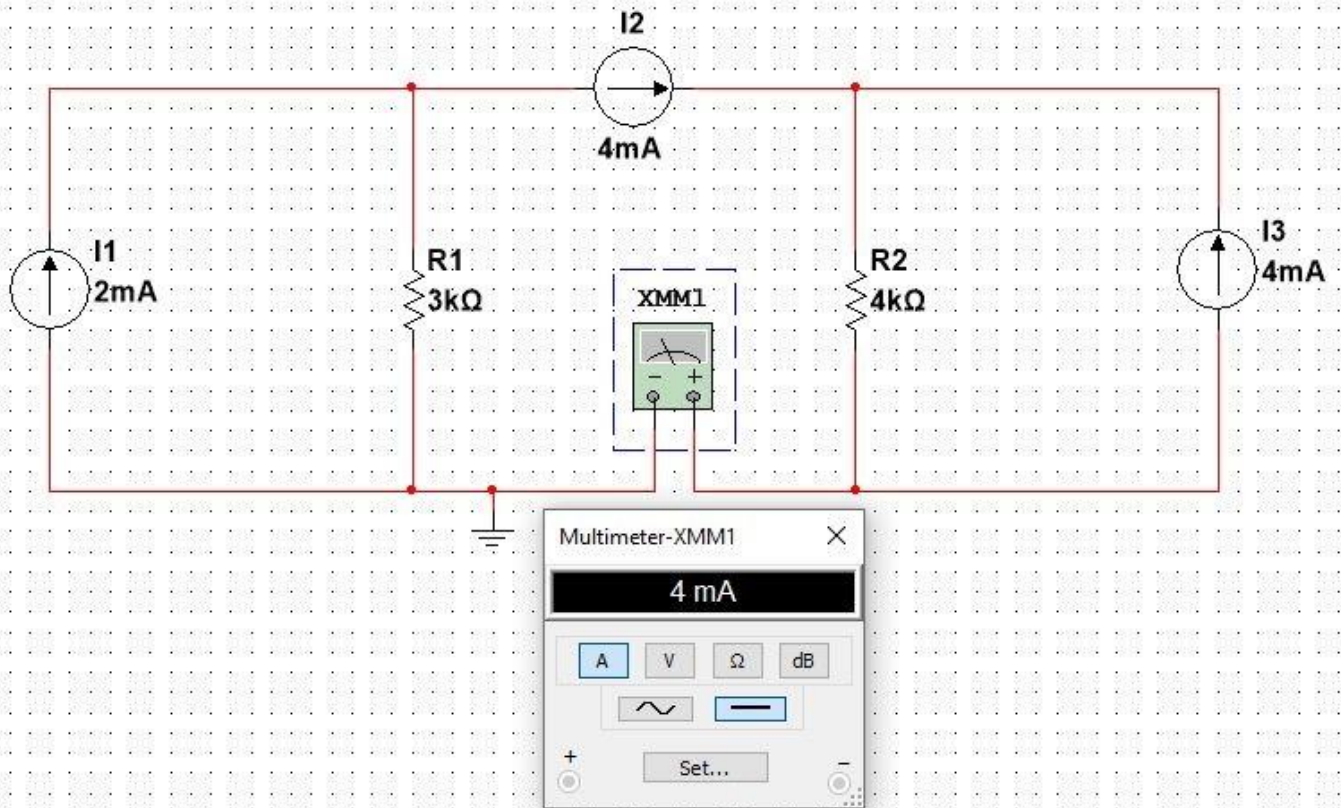 I2
4mA
I1
2mA
R1
3kΩ
XMM1
− +
R2
4kΩ
I3
4mA
Multimeter-XMM1
4 mA
A V Ω dB
+ −
Set...